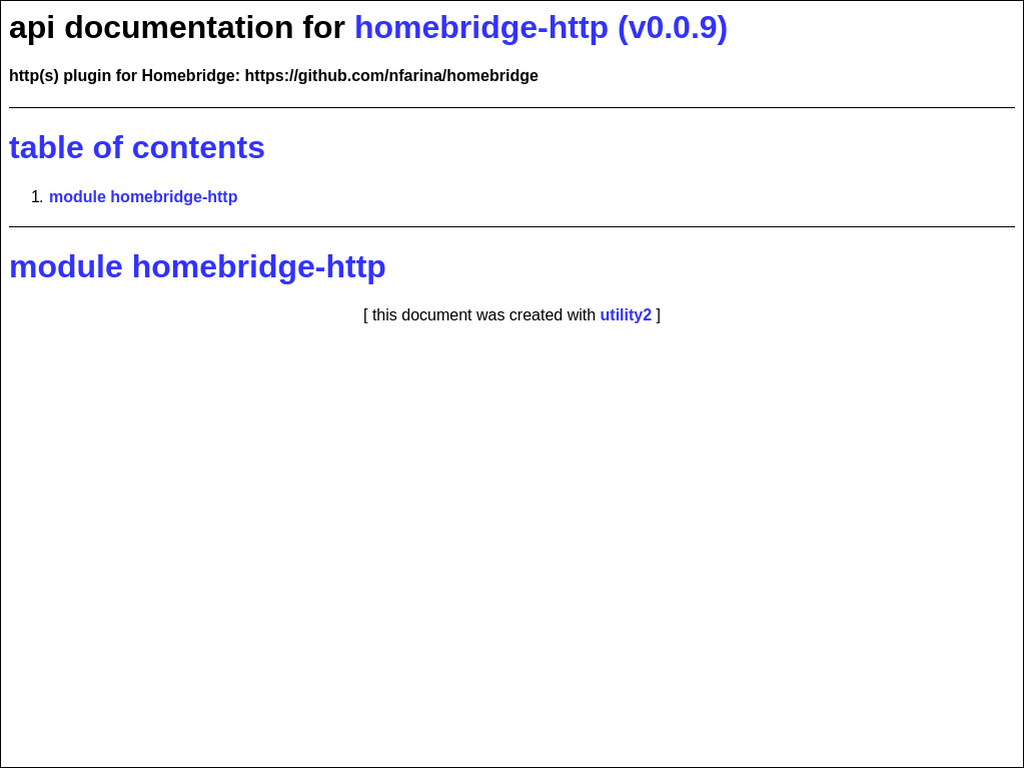 api documentation for homebridge-http (v0.0.9)
http(s) plugin for Homebridge: https://github.com/nfarina/homebridge
table of contents
1. module homebridge-http
module homebridge-http
[ this document was created with utility2 ]